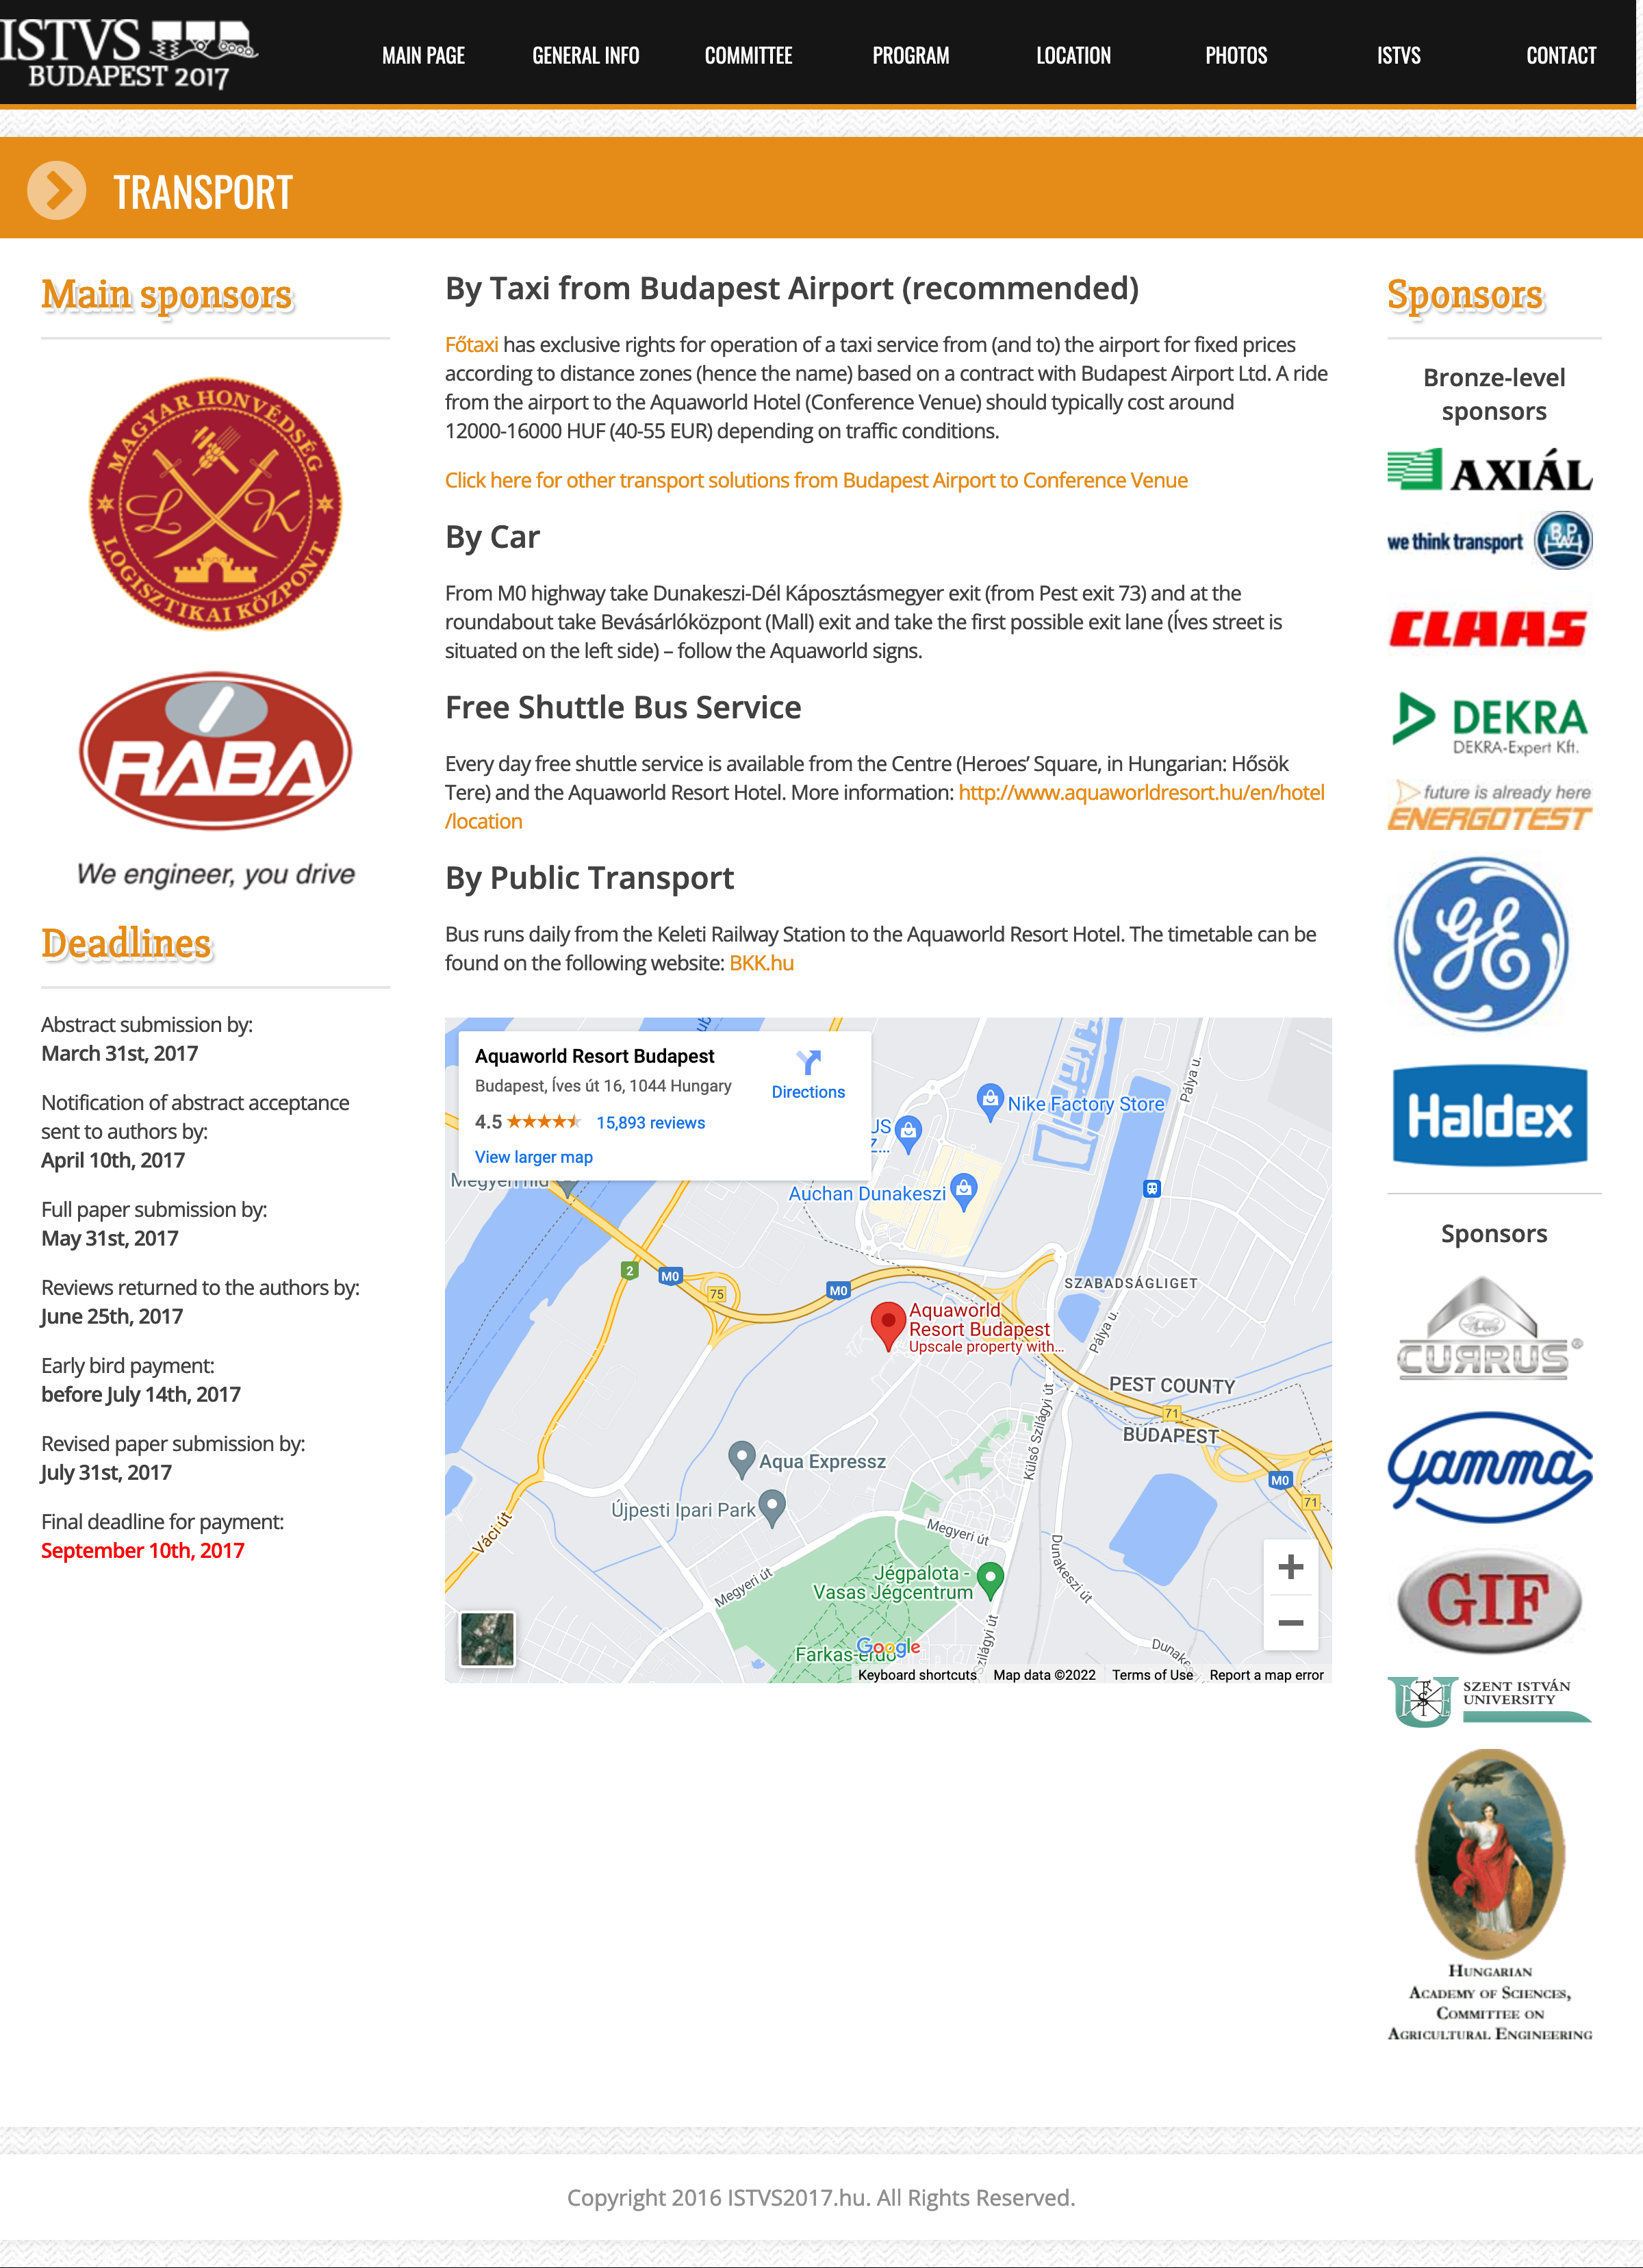 ISTVS
BUDAPEST 2017
MAIN PAGE
GENERAL INFO
COMMITTEE
PROGRAM
LOCATION
PHOTOS
ISTVS
CONTACT
TRANSPORT
Main sponsors
MAGYAR HONVÉDSÉG
L K
LOGISZTIKAI KÖZPONT
RÁBA
We engineer, you drive
Deadlines
Abstract submission by:
March 31st, 2017
Notification of abstract acceptance
sent to authors by:
April 10th, 2017
Full paper submission by:
May 31st, 2017
Reviews returned to the authors by:
June 25th, 2017
Early bird payment:
before July 14th, 2017
Revised paper submission by:
July 31st, 2017
Final deadline for payment:
September 10th, 2017
By Taxi from Budapest Airport (recommended)
Főtaxi has exclusive rights for operation of a taxi service from (and to) the airport for fixed prices
according to distance zones (hence the name) based on a contract with Budapest Airport Ltd. A ride
from the airport to the Aquaworld Hotel (Conference Venue) should typically cost around
12000-16000 HUF (40-55 EUR) depending on traffic conditions.
Click here for other transport solutions from Budapest Airport to Conference Venue
By Car
From M0 highway take Dunakeszi-Dél Káposztásmegyer exit (from Pest exit 73) and at the
roundabout take Bevásárlóközpont (Mall) exit and take the first possible exit lane (Íves street is
situated on the left side) – follow the Aquaworld signs.
Free Shuttle Bus Service
Every day free shuttle service is available from the Centre (Heroes’ Square, in Hungarian: Hősök
Tere) and the Aquaworld Resort Hotel. More information: http://www.aquaworldresort.hu/en/hotel
/location
By Public Transport
Bus runs daily from the Keleti Railway Station to the Aquaworld Resort Hotel. The timetable can be
found on the following website: BKK.hu
Aquaworld Resort Budapest
Budapest, Íves út 16, 1044 Hungary
4.5
15,893 reviews
View larger map
Directions
Nike Factory Store
Pálya u.
Auchan Dunakeszi
2
M0
75
M0
SZABADSÁGLIGET
Aquaworld
Resort Budapest
Upscale property with...
Pálya u.
PEST COUNTY
71
BUDAPEST
Külső Szilágyi út
Aqua Expressz
M0
71
Újpesti Ipari Park
Váci út
Megyeri út
Dunakeszi út
Megyeri út
Jégpalota -
Vasas Jégcentrum
Farkas-erdő
Google
Keyboard shortcuts
Map data ©2022
Terms of Use
Report a map error
Sponsors
Bronze-level
sponsors
AXIÁL
we think transport
BPW
CLAAS
DEKRA
DEKRA-Expert Kft.
future is already here
ENERGOTEST
GE
Haldex
Sponsors
CURRUS®
Gamma
GIF
SZENT ISTVÁN
UNIVERSITY
HUNGARIAN
ACADEMY OF SCIENCES,
COMMITTEE ON
AGRICULTURAL ENGINEERING
Copyright 2016 ISTVS2017.hu. All Rights Reserved.